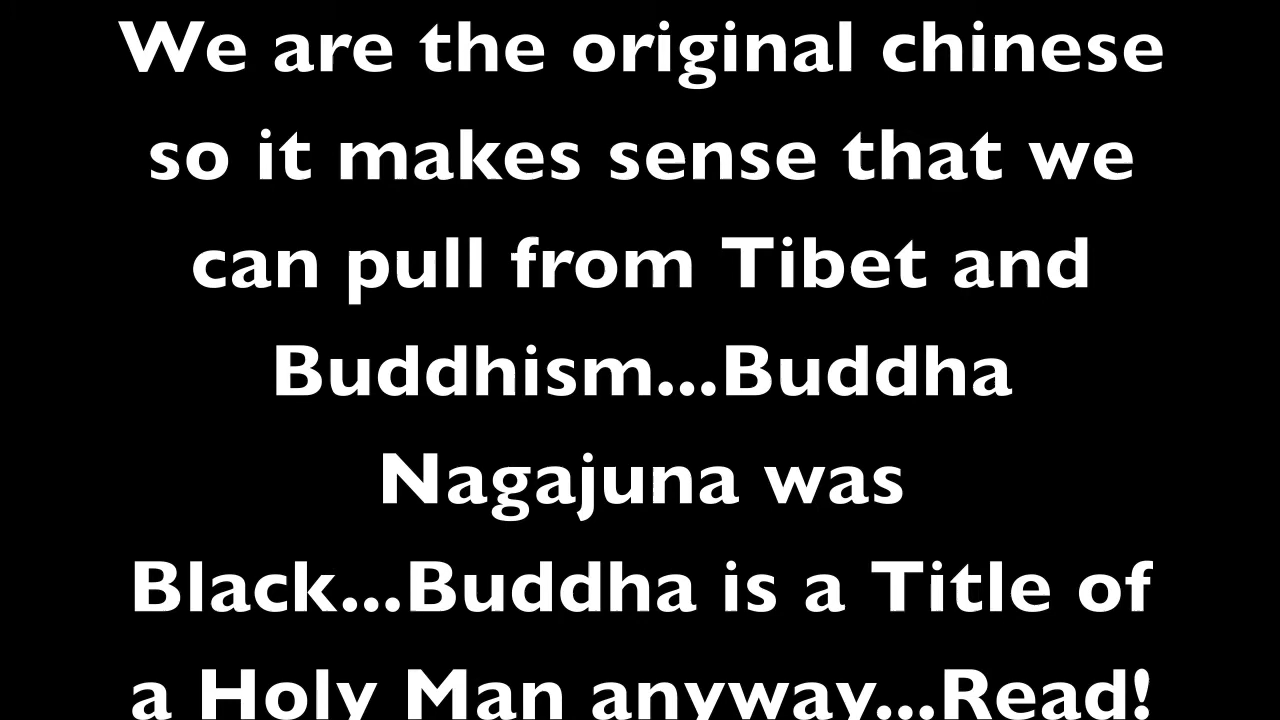 We are the original chinese
so it makes sense that we
can pull from Tibet and
Buddhism...Buddha
Nagajuna was
Black...Buddha is a Title of
a Holy Man anyway...Read!